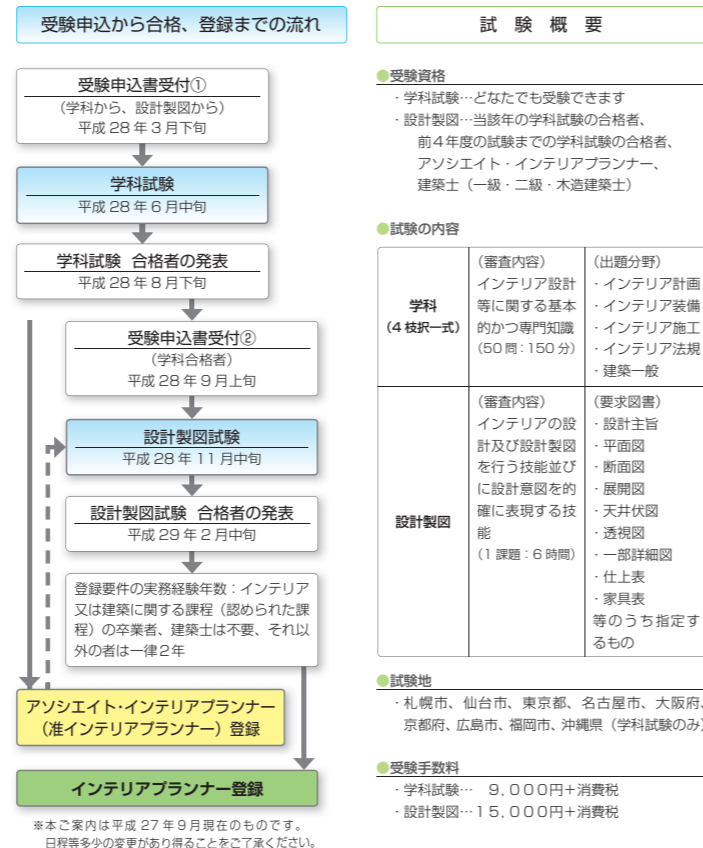 受験申込から合格、登録までの流れ
受験申込書受付①
（学科から、設計製図から）
平成 28 年 3 月下旬
学科試験
平成 28 年 6 月中旬
学科試験 合格者の発表
平成 28 年 8 月下旬
受験申込書受付②
（学科合格者）
平成 28 年 9 月上旬
設計製図試験
平成 28 年 11 月中旬
設計製図試験 合格者の発表
平成 29 年 2 月中旬
登録要件の実務経験年数：インテリア
又は建築に関する課程（認められた課
程）の卒業者、建築士は不要、それ以
外の者は一律２年
アソシエイト・インテリアプランナー
（准インテリアプランナー）登録
インテリアプランナー登録
※本ご案内は平成 27 年 9 月現在のものです。
日程等多少の変更があり得ることをご了承ください。
試 験 概 要
●受験資格
・学科試験…どなたでも受験できます
・設計製図…当該年の学科試験の合格者、
前４年度の試験までの学科試験の合格者、
アソシエイト・インテリアプランナー、
建築士（一級・二級・木造建築士）
●試験の内容
学科
（4 枝択一式）
（審査内容）
インテリア設計
等に関する基本
的かつ専門知識
（50 問：150 分）
（出題分野）
・インテリア計画
・インテリア装備
・インテリア施工
・インテリア法規
・建築一般
設計製図
（審査内容）
インテリアの設
計及び設計製図
を行う技能並び
に設計意図を的
確に表現する技
能
（1 課題：6 時間）
（要求図書）
・設計主旨
・平面図
・断面図
・展開図
・天井伏図
・透視図
・一部詳細図
・仕上表
・家具表
等のうち指定す
るもの
●試験地
・札幌市、仙台市、東京都、名古屋市、大阪府、
京都府、広島市、福岡市、沖縄県（学科試験のみ）
●受験手数料
・学科試験… ９，０００円＋消費税
・設計製図…１５，０００円＋消費税